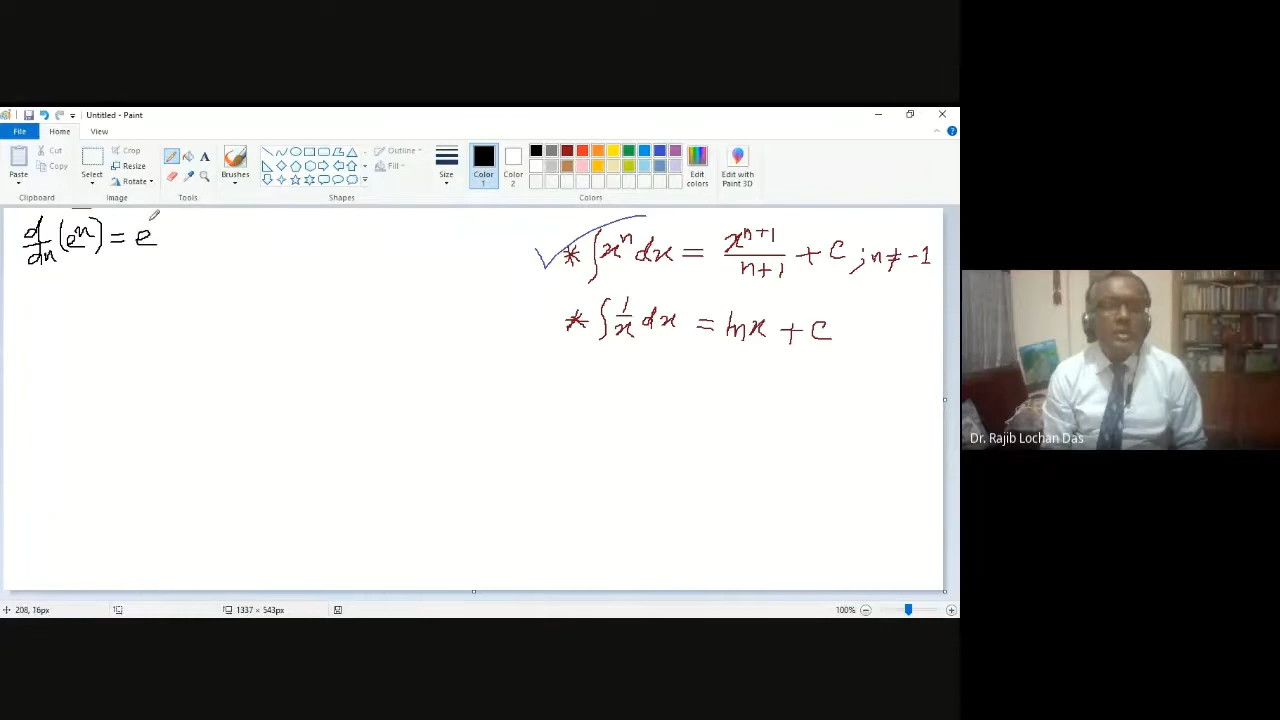 Untitled - Paint
File Home View
Paste
Cut
Copy
Clipboard
Select
Crop
Resize
Rotate
Image
Tools
Brushes
Outline
Fill
Shapes
Size
Color 1
Color 2
Edit colors
Colors
Edit with Paint 3D
d/dx (e^x) = e
* ∫ x^n dx = x^(n+1)/(n+1) + C ; n ≠ -1
* ∫ 1/x dx = ln x + C
Dr. Rajib Lochan Das
208, 16px
1337 × 543px
100%